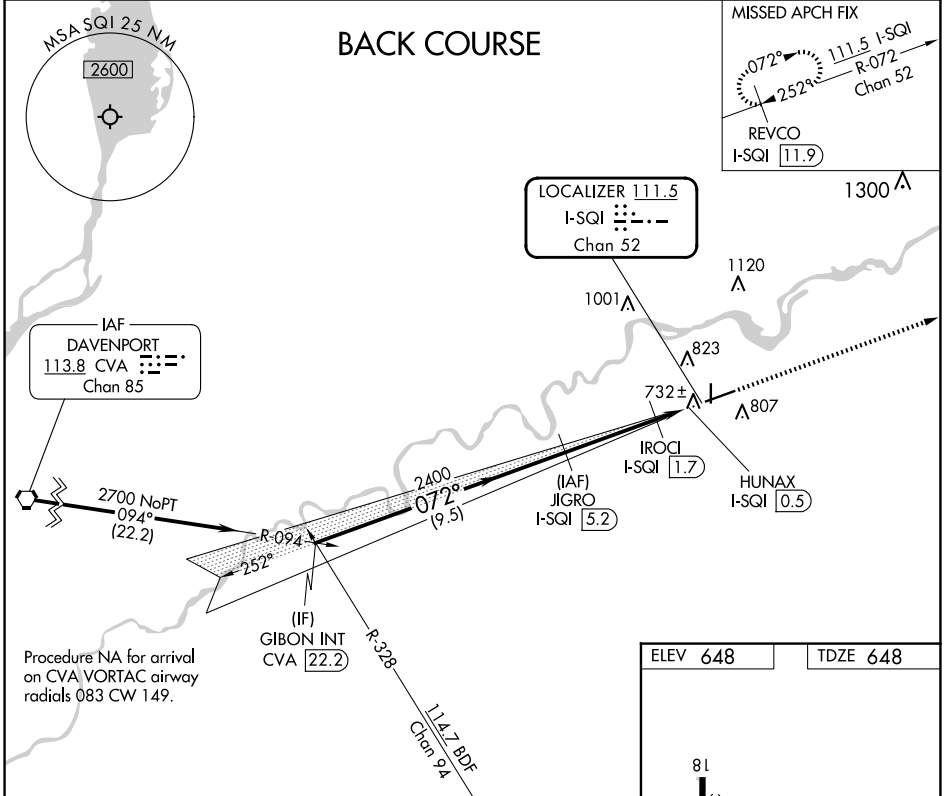 MSA SQI 25 NM
2600
BACK COURSE
MISSED APCH FIX
111.5 I-SQI
072°
R-072
Chan 52
252°
REVCO
I-SQI 11.9
LOCALIZER 111.5
I-SQI
Chan 52
1300
1120
1001
823
732±
807
IAF
DAVENPORT
113.8 CVA
Chan 85
2700 NoPT
094°
(22.2)
R-094
252°
2400
072°
(9.5)
(IAF)
JIGRO
I-SQI 5.2
IROCI
I-SQI 1.7
HUNAX
I-SQI 0.5
(IF)
GIBON INT
CVA 22.2
R-328
114.7 BDF
Chan 94
Procedure NA for arrival
on CVA VORTAC airway
radials 083 CW 149.
ELEV 648
TDZE 648
18